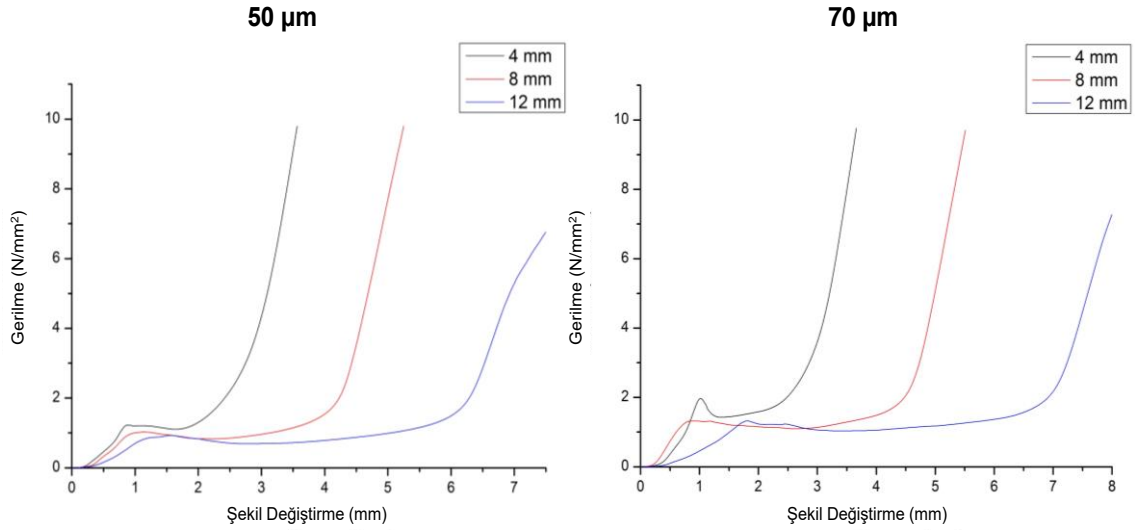 50 µm
4 mm
8 mm
12 mm
10
8
6
4
2
0
Gerilme (N/mm²)
0 1 2 3 4 5 6 7
Şekil Değiştirme (mm)
70 µm
4 mm
8 mm
12 mm
10
8
6
4
2
0
Gerilme (N/mm²)
0 1 2 3 4 5 6 7 8
Şekil Değiştirme (mm)